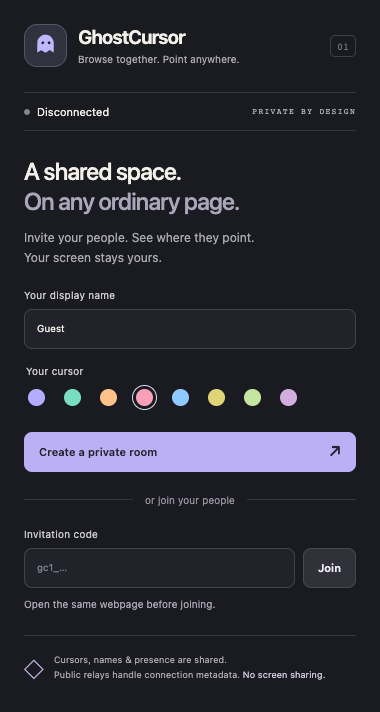 GhostCursor
Browse together. Point anywhere.
01
Disconnected
PRIVATE BY DESIGN
A shared space.
On any ordinary page.
Invite your people. See where they point.
Your screen stays yours.
Your display name
Guest
Your cursor
Create a private room
or join your people
Invitation code
gc1_…
Join
Open the same webpage before joining.
Cursors, names & presence are shared.
Public relays handle connection metadata. No screen sharing.